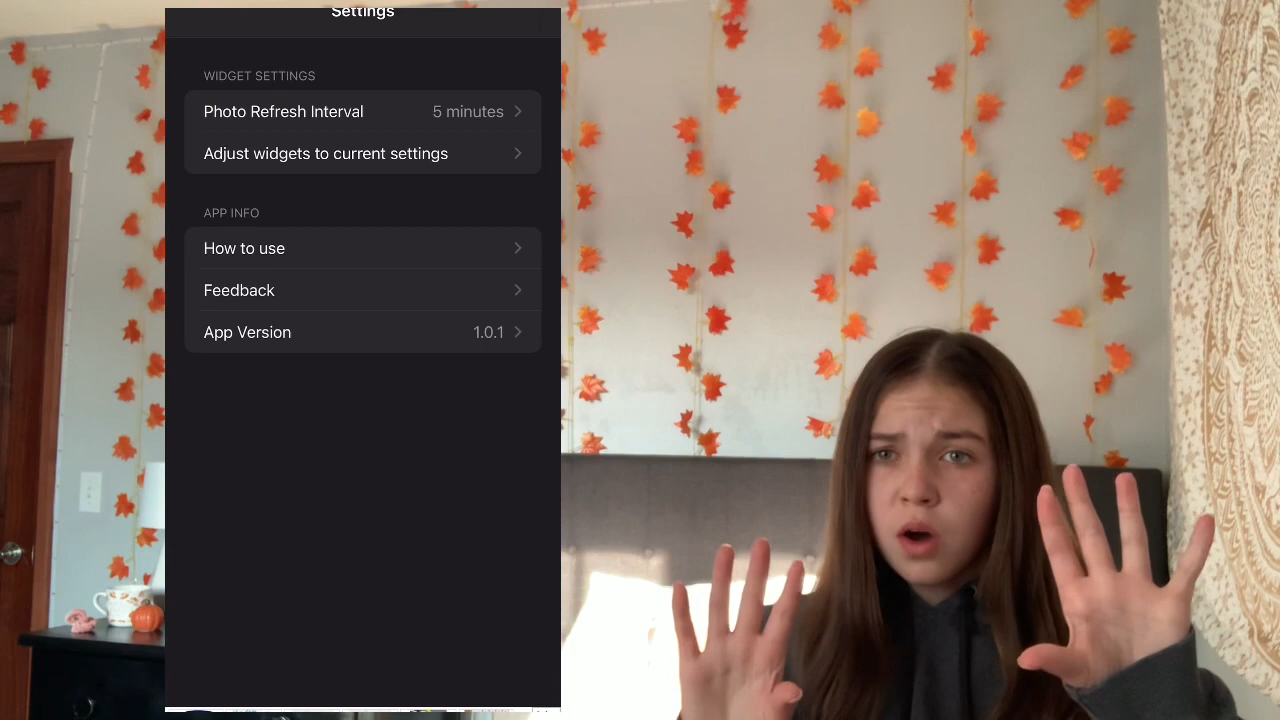 Settings
WIDGET SETTINGS
Photo Refresh Interval 5 minutes
Adjust widgets to current settings
APP INFO
How to use
Feedback
App Version 1.0.1